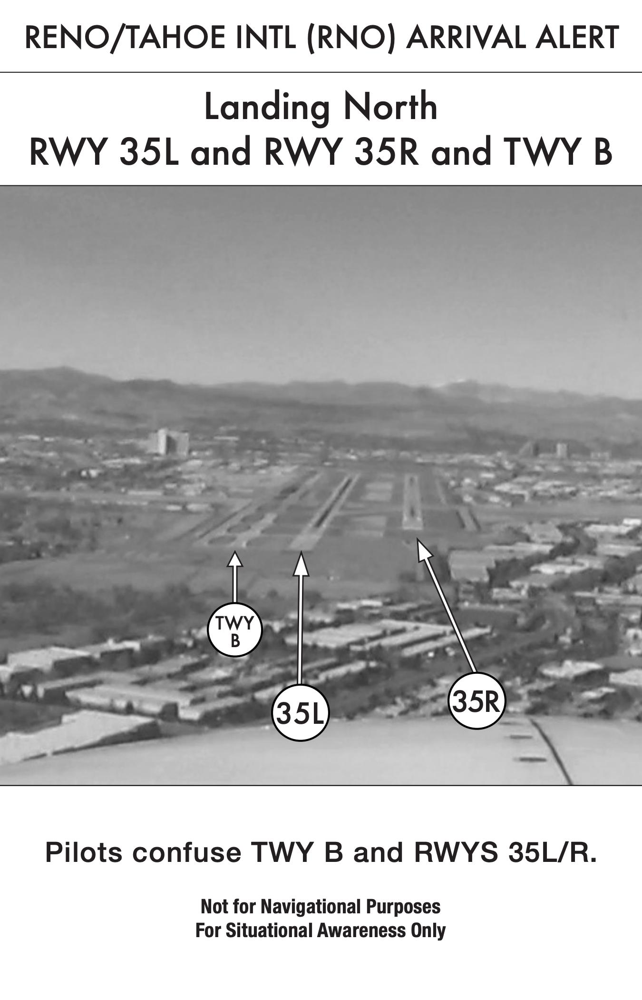 RENO/TAHOE INTL (RNO) ARRIVAL ALERT
Landing North
RWY 35L and RWY 35R and TWY B
TWY
B
35L
35R
Pilots confuse TWY B and RWYS 35L/R.
Not for Navigational Purposes
For Situational Awareness Only